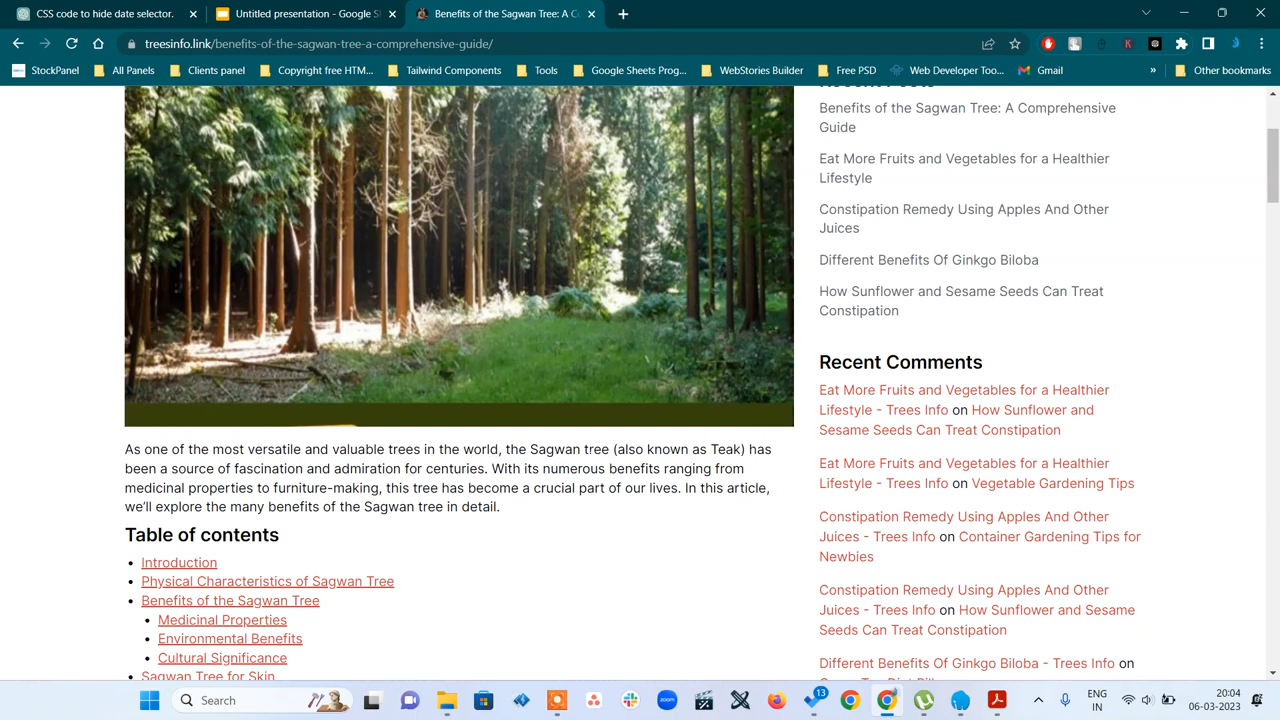 CSS code to hide date selector.
Untitled presentation - Google S
Benefits of the Sagwan Tree: A C
treesinfo.link/benefits-of-the-sagwan-tree-a-comprehensive-guide/
StockPanel
All Panels
Clients panel
Copyright free HTM...
Tailwind Components
Tools
Google Sheets Prog...
WebStories Builder
Free PSD
Web Developer Too...
Gmail
»
Other bookmarks
As one of the most versatile and valuable trees in the world, the Sagwan tree (also known as Teak) has
been a source of fascination and admiration for centuries. With its numerous benefits ranging from
medicinal properties to furniture-making, this tree has become a crucial part of our lives. In this article,
we’ll explore the many benefits of the Sagwan tree in detail.
Table of contents
• Introduction
• Physical Characteristics of Sagwan Tree
• Benefits of the Sagwan Tree
• Medicinal Properties
• Environmental Benefits
• Cultural Significance
Sagwan Tree for Skin
Recent Posts
Benefits of the Sagwan Tree: A Comprehensive
Guide
Eat More Fruits and Vegetables for a Healthier
Lifestyle
Constipation Remedy Using Apples And Other
Juices
Different Benefits Of Ginkgo Biloba
How Sunflower and Sesame Seeds Can Treat
Constipation
Recent Comments
Eat More Fruits and Vegetables for a Healthier
Lifestyle - Trees Info on How Sunflower and
Sesame Seeds Can Treat Constipation
Eat More Fruits and Vegetables for a Healthier
Lifestyle - Trees Info on Vegetable Gardening Tips
Constipation Remedy Using Apples And Other
Juices - Trees Info on Container Gardening Tips for
Newbies
Constipation Remedy Using Apples And Other
Juices - Trees Info on How Sunflower and Sesame
Seeds Can Treat Constipation
Different Benefits Of Ginkgo Biloba - Trees Info on
Search
zoom
13
ENG
IN
20:04
06-03-2023